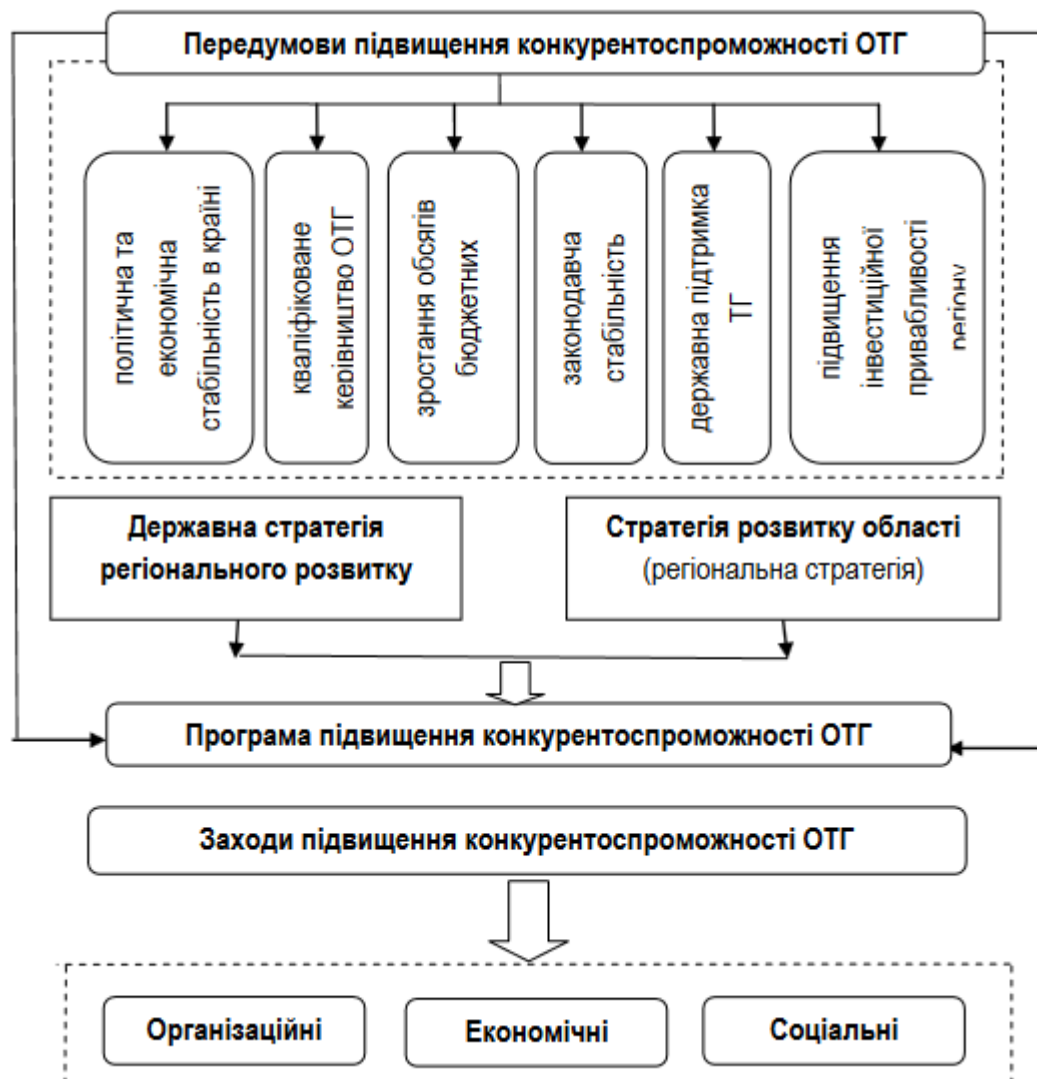 Передумови підвищення конкурентоспроможності ОТГ
політична та
економічна
стабільність в країні
кваліфіковане
керівництво ОТГ
зростання обсягів
бюджетних
законодавча
стабільність
державна підтримка
ТГ
підвищення
інвестиційної
привабливості
регіону
Державна стратегія
регіонального розвитку
Стратегія розвитку області
(регіональна стратегія)
Програма підвищення конкурентоспроможності ОТГ
Заходи підвищення конкурентоспроможності ОТГ
Організаційні
Економічні
Соціальні